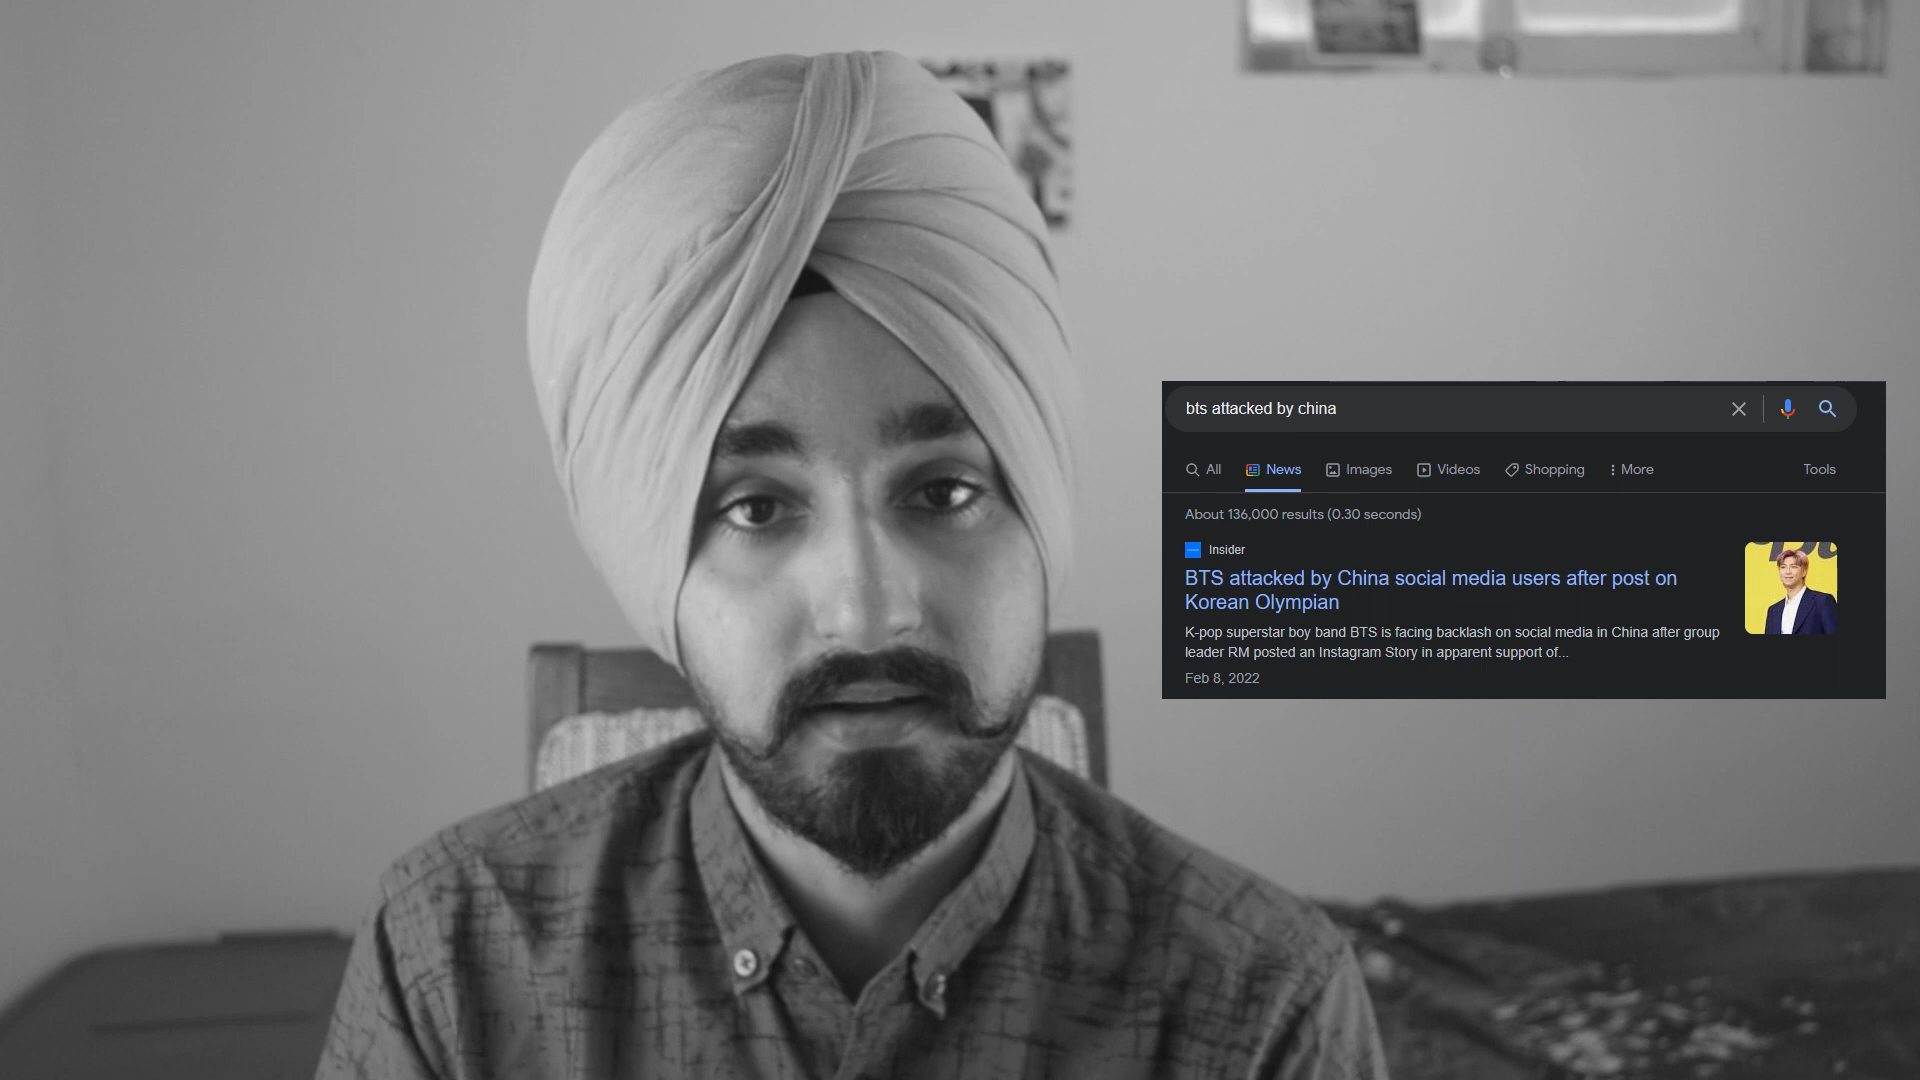 bts attacked by china
All News Images Videos Shopping More Tools
About 136,000 results (0.30 seconds)
Insider
BTS attacked by China social media users after post on
Korean Olympian
K-pop superstar boy band BTS is facing backlash on social media in China after group
leader RM posted an Instagram Story in apparent support of...
Feb 8, 2022